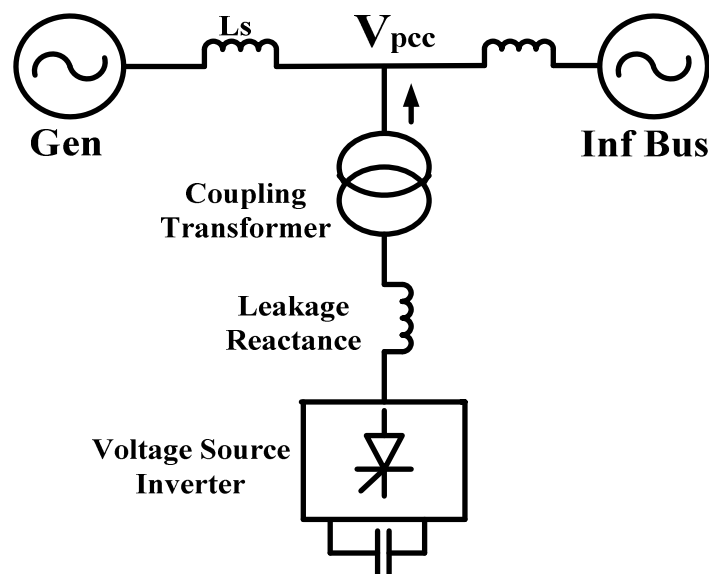 Ls
Vpcc
Gen
Inf Bus
Coupling
Transformer
Leakage
Reactance
Voltage Source
Inverter